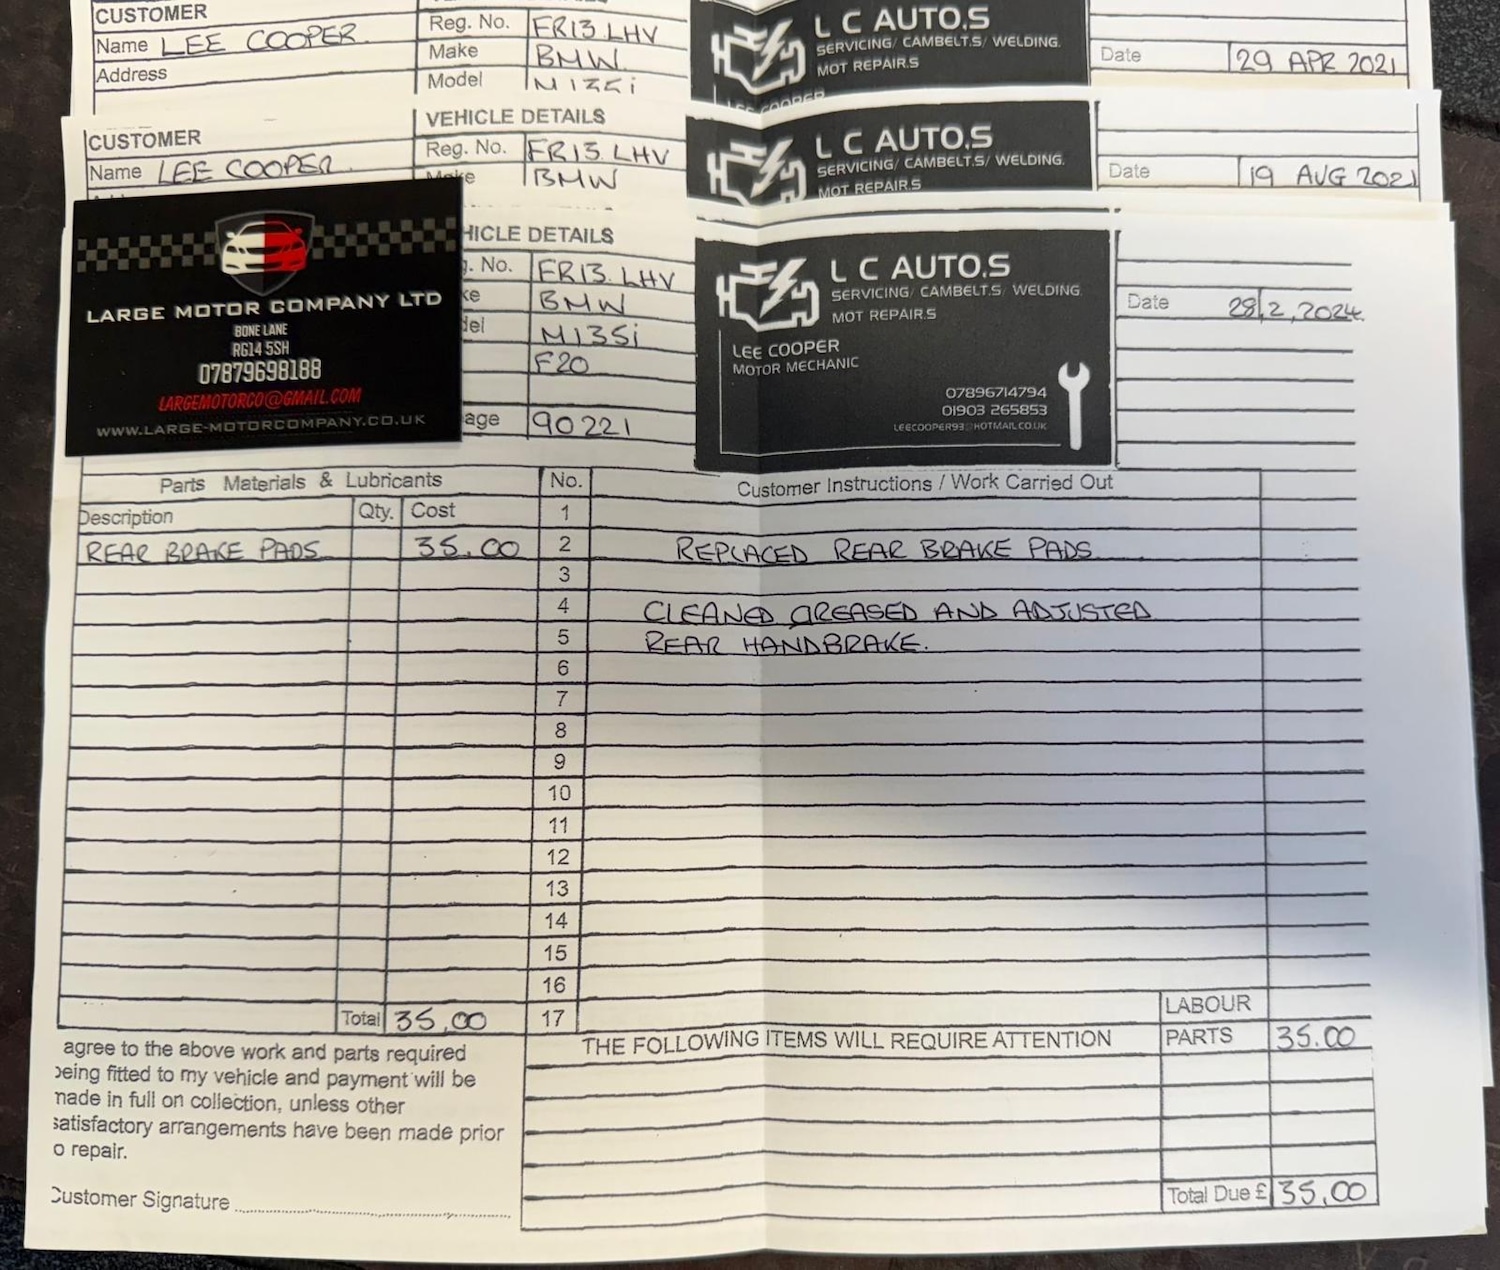 CUSTOMER
Name LEE COOPER
Address
Reg. No. FR13 LHV
Make BMW
Model M135i
L C AUTO.S
SERVICING/ CAMBELT.S/ WELDING.
MOT REPAIR.S
LEE COOPER
Date 29 APR 2021
CUSTOMER
Name LEE COOPER
VEHICLE DETAILS
Reg. No. FR13 LHV
Make BMW
L C AUTO.S
SERVICING/ CAMBELT.S/ WELDING.
MOT REPAIR.S
Date 19 AUG 2021
LARGE MOTOR COMPANY LTD
BONE LANE
RG14 5SH
07879698188
LARGEMOTORCO@GMAIL.COM
WWW.LARGE-MOTORCOMPANY.CO.UK
HICLE DETAILS
g. No. FR13 LHV
ke BMW
del M135i
F20
age 90221
L C AUTO.S
SERVICING/ CAMBELT.S/ WELDING.
MOT REPAIR.S
LEE COOPER
MOTOR MECHANIC
07896714794
01903 265853
LEECOOPER93@HOTMAIL.CO.UK
Date 28,2,2024
Parts Materials & Lubricants No. Customer Instructions / Work Carried Out
Description Qty. Cost 1
REAR BRAKE PADS 35.00 2 REPLACED REAR BRAKE PADS
3
4 CLEANED GREASED AND ADJUSTED
5 REAR HANDBRAKE.
6
7
8
9
10
11
12
13
14
15
16
LABOUR
Total 35,00 17
THE FOLLOWING ITEMS WILL REQUIRE ATTENTION PARTS 35.00
agree to the above work and parts required
being fitted to my vehicle and payment will be
made in full on collection, unless other
satisfactory arrangements have been made prior
o repair.
Customer Signature
Total Due £ 35,00